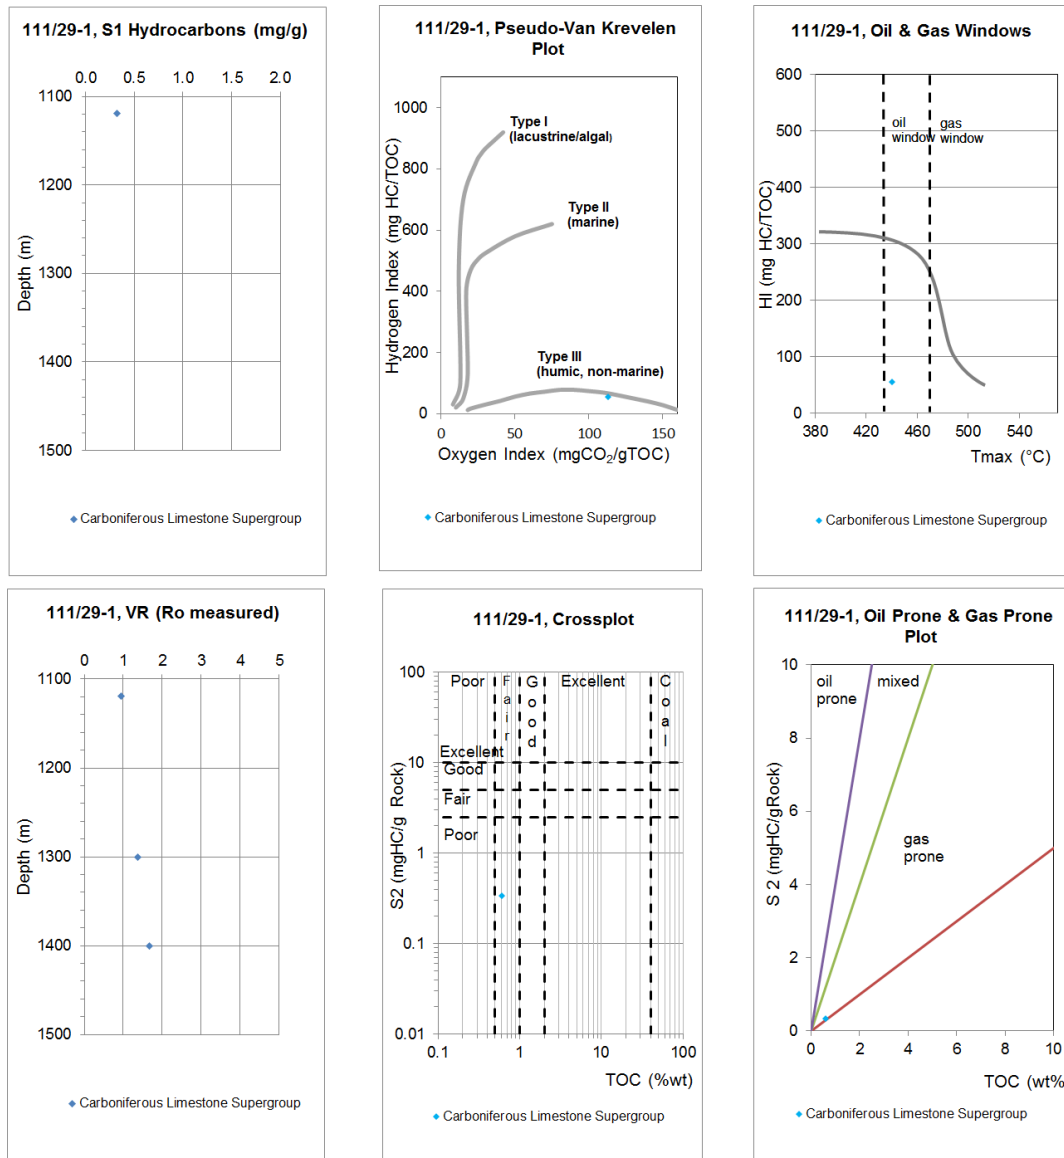 111/29-1, S1 Hydrocarbons (mg/g)
0.0 0.5 1.0 1.5 2.0
1100
1200
1300
1400
1500
Depth (m)
Carboniferous Limestone Supergroup
111/29-1, Pseudo-Van Krevelen
Plot
1000
800
600
400
200
0
Hydrogen Index (mg HC/TOC)
Type I
(lacustrine/algal)
Type II
(marine)
Type III
(humic, non-marine)
0 50 100 150
Oxygen Index (mgCO₂/gTOC)
Carboniferous Limestone Supergroup
111/29-1, Oil & Gas Windows
600
500
400
300
200
100
0
HI (mg HC/TOC)
oil
window
gas
window
380 420 460 500 540
Tmax (°C)
Carboniferous Limestone Supergroup
111/29-1, VR (Ro measured)
0 1 2 3 4 5
1100
1200
1300
1400
1500
Depth (m)
Carboniferous Limestone Supergroup
111/29-1, Crossplot
100
10
1
0.1
0.01
S2 (mgHC/g Rock)
Poor Fair Good Excellent Coal
Excellent
Good
Fair
Poor
0.1 1 10 100
TOC (%wt)
Carboniferous Limestone Supergroup
111/29-1, Oil Prone & Gas Prone
Plot
10
8
6
4
2
0
S 2 (mgHC/gRock)
oil
prone
mixed
gas
prone
0 2 4 6 8 10
TOC (wt%
Carboniferous Limestone Supergroup